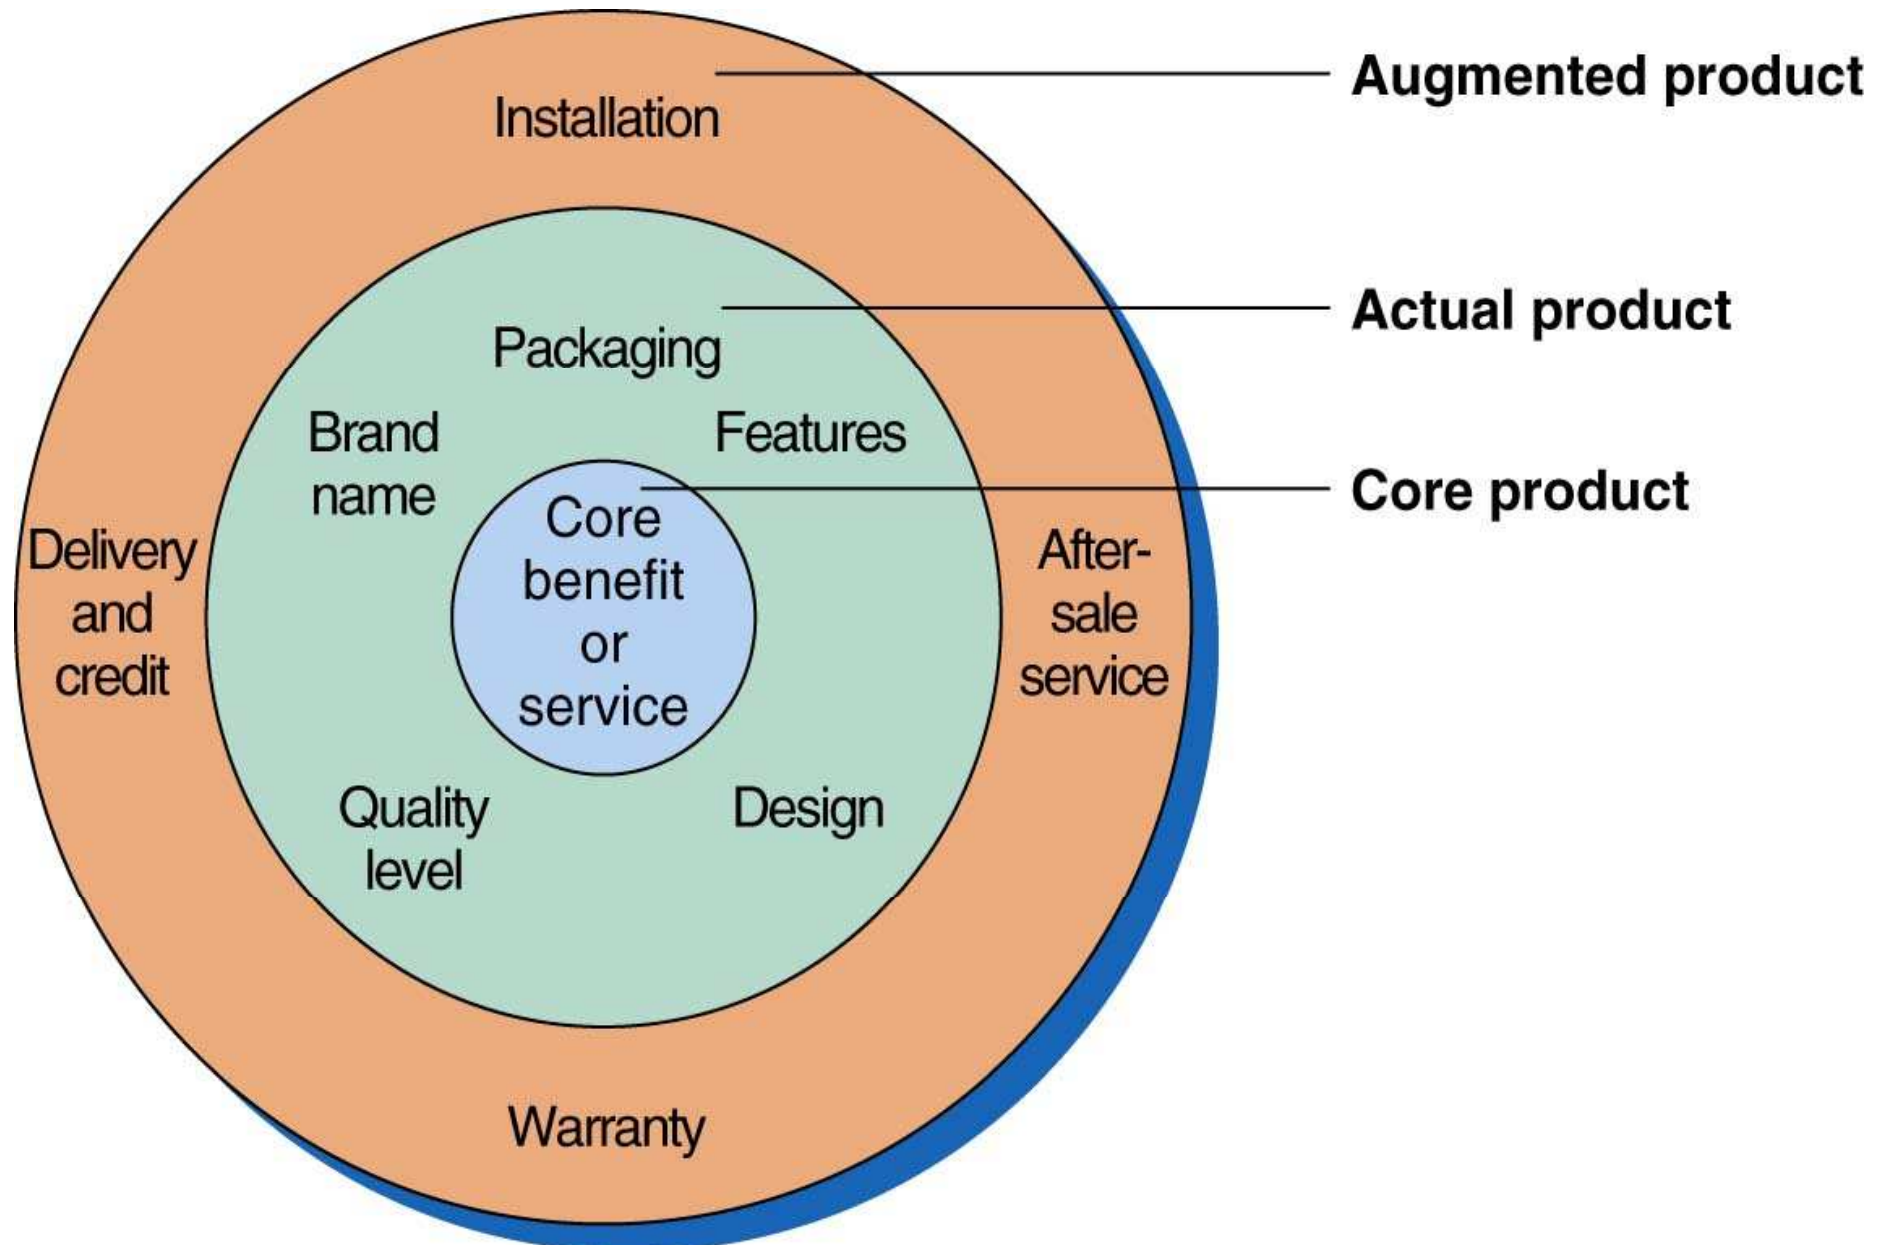 Augmented product
Installation
Actual product
Packaging
Brand
name
Features
Core product
Core
benefit
or
service
Delivery
and
credit
After-
sale
service
Quality
level
Design
Warranty